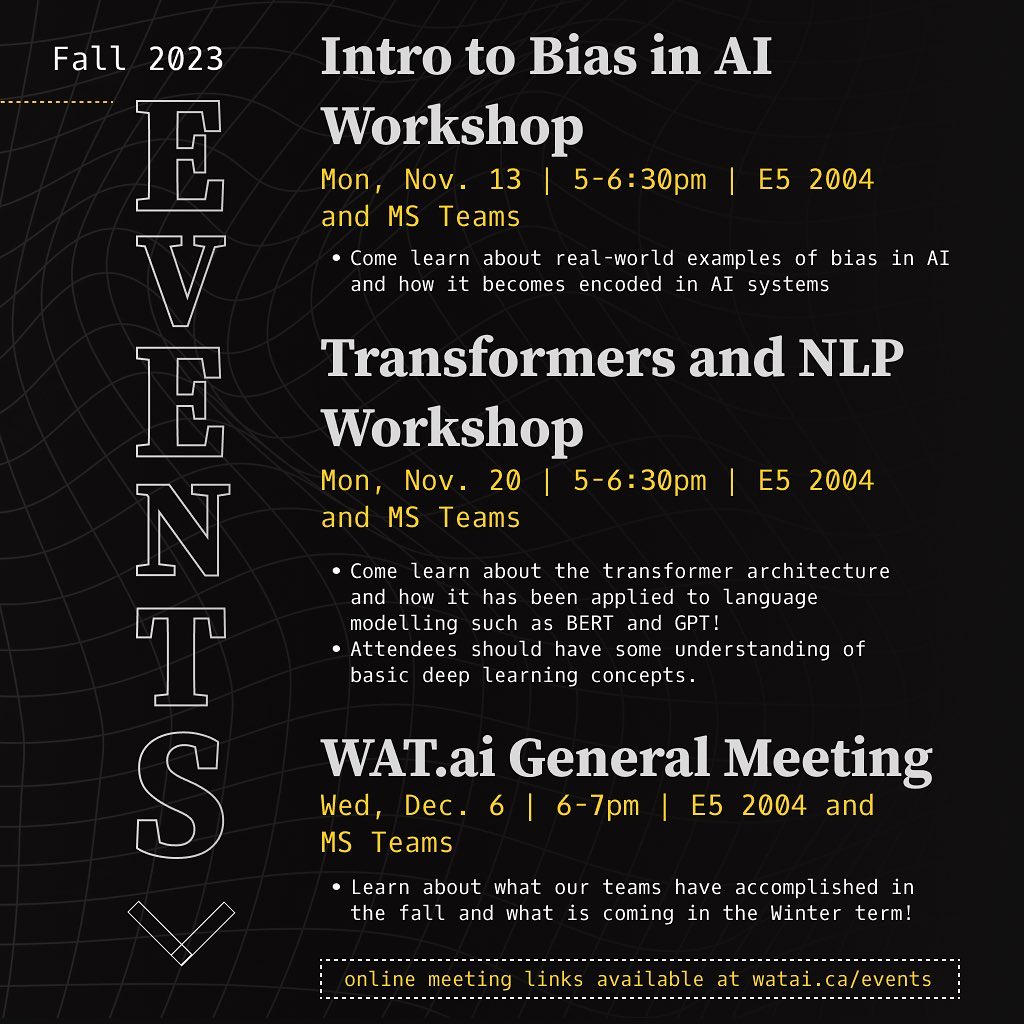 Fall 2023
EVENTS
Intro to Bias in AI
Workshop
Mon, Nov. 13 | 5-6:30pm | E5 2004
and MS Teams
• Come learn about real-world examples of bias in AI
and how it becomes encoded in AI systems
Transformers and NLP
Workshop
Mon, Nov. 20 | 5-6:30pm | E5 2004
and MS Teams
• Come learn about the transformer architecture
and how it has been applied to language
modelling such as BERT and GPT!
• Attendees should have some understanding of
basic deep learning concepts.
WAT.ai General Meeting
Wed, Dec. 6 | 6-7pm | E5 2004 and
MS Teams
• Learn about what our teams have accomplished in
the fall and what is coming in the Winter term!
online meeting links available at watai.ca/events